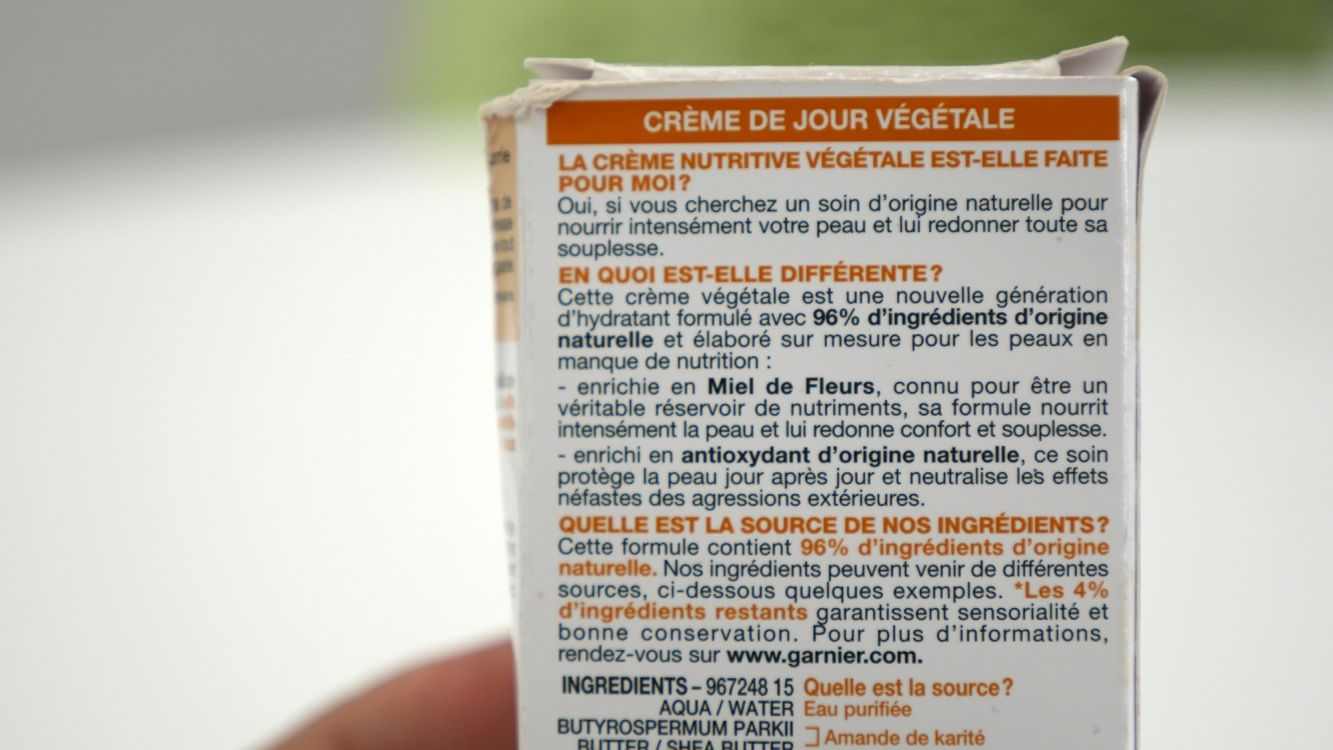 CRÈME DE JOUR VÉGÉTALE
LA CRÈME NUTRITIVE VÉGÉTALE EST-ELLE FAITE
POUR MOI?
Oui, si vous cherchez un soin d'origine naturelle pour
nourrir intensément votre peau et lui redonner toute sa
souplesse.
EN QUOI EST-ELLE DIFFÉRENTE?
Cette crème végétale est une nouvelle génération
d'hydratant formulé avec 96% d'ingrédients d'origine
naturelle et élaboré sur mesure pour les peaux en
manque de nutrition :
- enrichie en Miel de Fleurs, connu pour être un
véritable réservoir de nutriments, sa formule nourrit
intensément la peau et lui redonne confort et souplesse.
- enrichi en antioxydant d'origine naturelle, ce soin
protège la peau jour après jour et neutralise les effets
néfastes des agressions extérieures.
QUELLE EST LA SOURCE DE NOS INGRÉDIENTS?
Cette formule contient 96% d'ingrédients d'origine
naturelle. Nos ingrédients peuvent venir de différentes
sources, ci-dessous quelques exemples. *Les 4%
d'ingrédients restants garantissent sensorialité et
bonne conservation. Pour plus d'informations,
rendez-vous sur www.garnier.com.
INGREDIENTS – 967248 15 Quelle est la source?
AQUA / WATER Eau purifiée
BUTYROSPERMUM PARKII
BUTTER / SHEA BUTTER Amande de karité